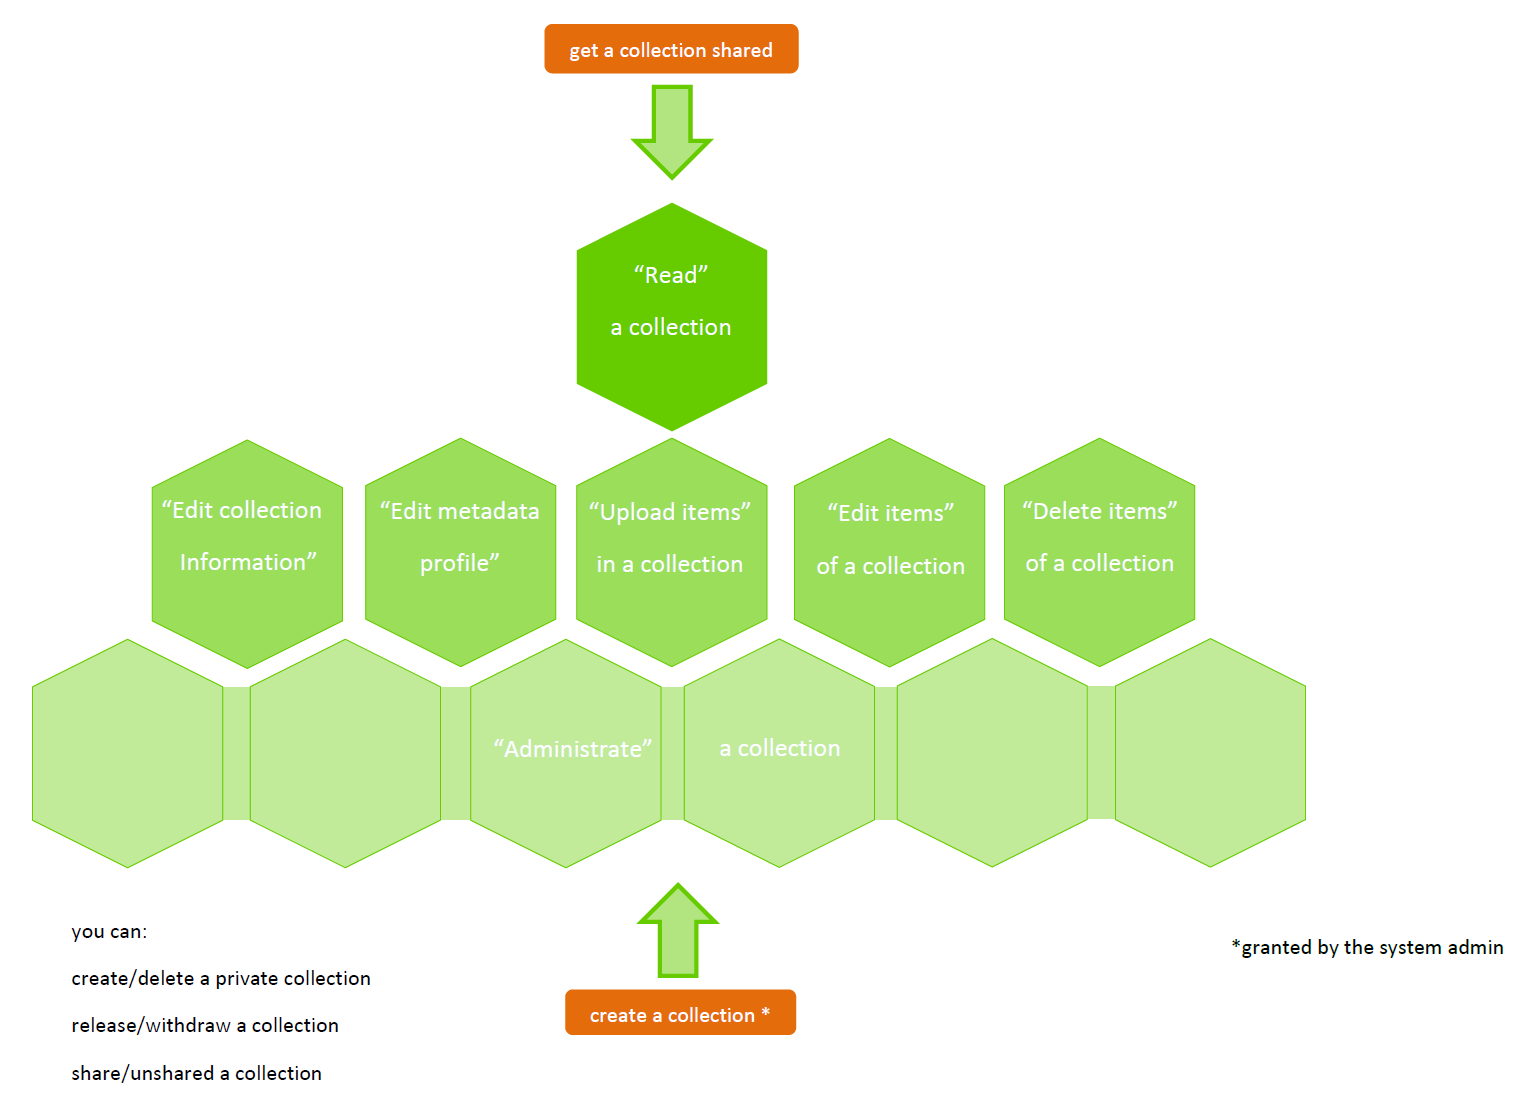 get a collection shared
“Read”
a collection
“Edit collection
Information”
“Edit metadata
profile”
“Upload items”
in a collection
“Edit items”
of a collection
“Delete items”
of a collection
“Administrate” a collection
you can:
create/delete a private collection
release/withdraw a collection
share/unshared a collection
create a collection *
*granted by the system admin